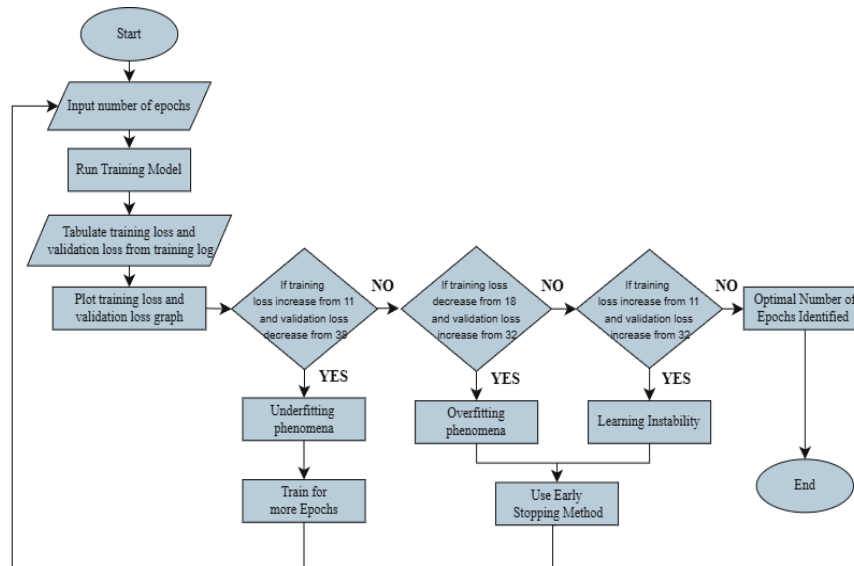 Start
Input number of epochs
Run Training Model
Tabulate training loss and
validation loss from training log
Plot training loss and
validation loss graph
If training
loss increase from 11
and validation loss
decrease from 38
NO
YES
Underfitting
phenomena
Train for
more Epochs
If training loss
decrease from 18
and validation loss
increase from 32
NO
YES
Overfitting
phenomena
If training
loss increase from 11
and validation loss
increase from 32
NO
YES
Learning Instability
Use Early
Stopping Method
Optimal Number of
Epochs Identified
End